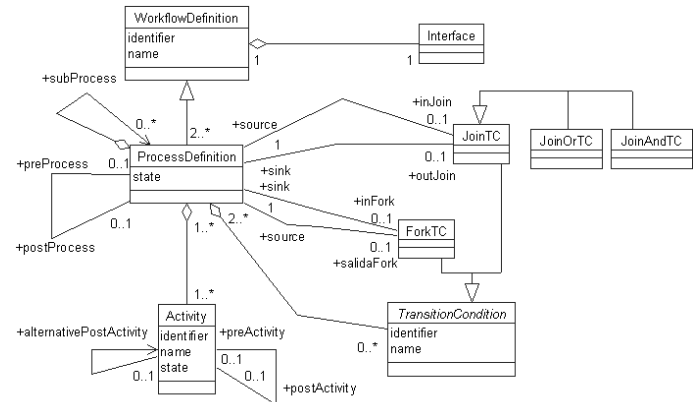 WorkflowDefinition
identifier
name
Interface
1
1
+subProcess
0..*
2..*
+source
+inJoin
0..1
JoinTC
JoinOrTC
JoinAndTC
1
+preProcess
0..1
ProcessDefinition
state
0..1
+outJoin
+sink
+sink
1
+inFork
0..1
ForkTC
0..1
+postProcess
0..1
1..*
2..*
+source
+salidaFork
1..*
Activity
identifier
name
state
+alternativePostActivity
0..1
+preActivity
0..1
0..1
+postActivity
TransitionCondition
identifier
name
0..*